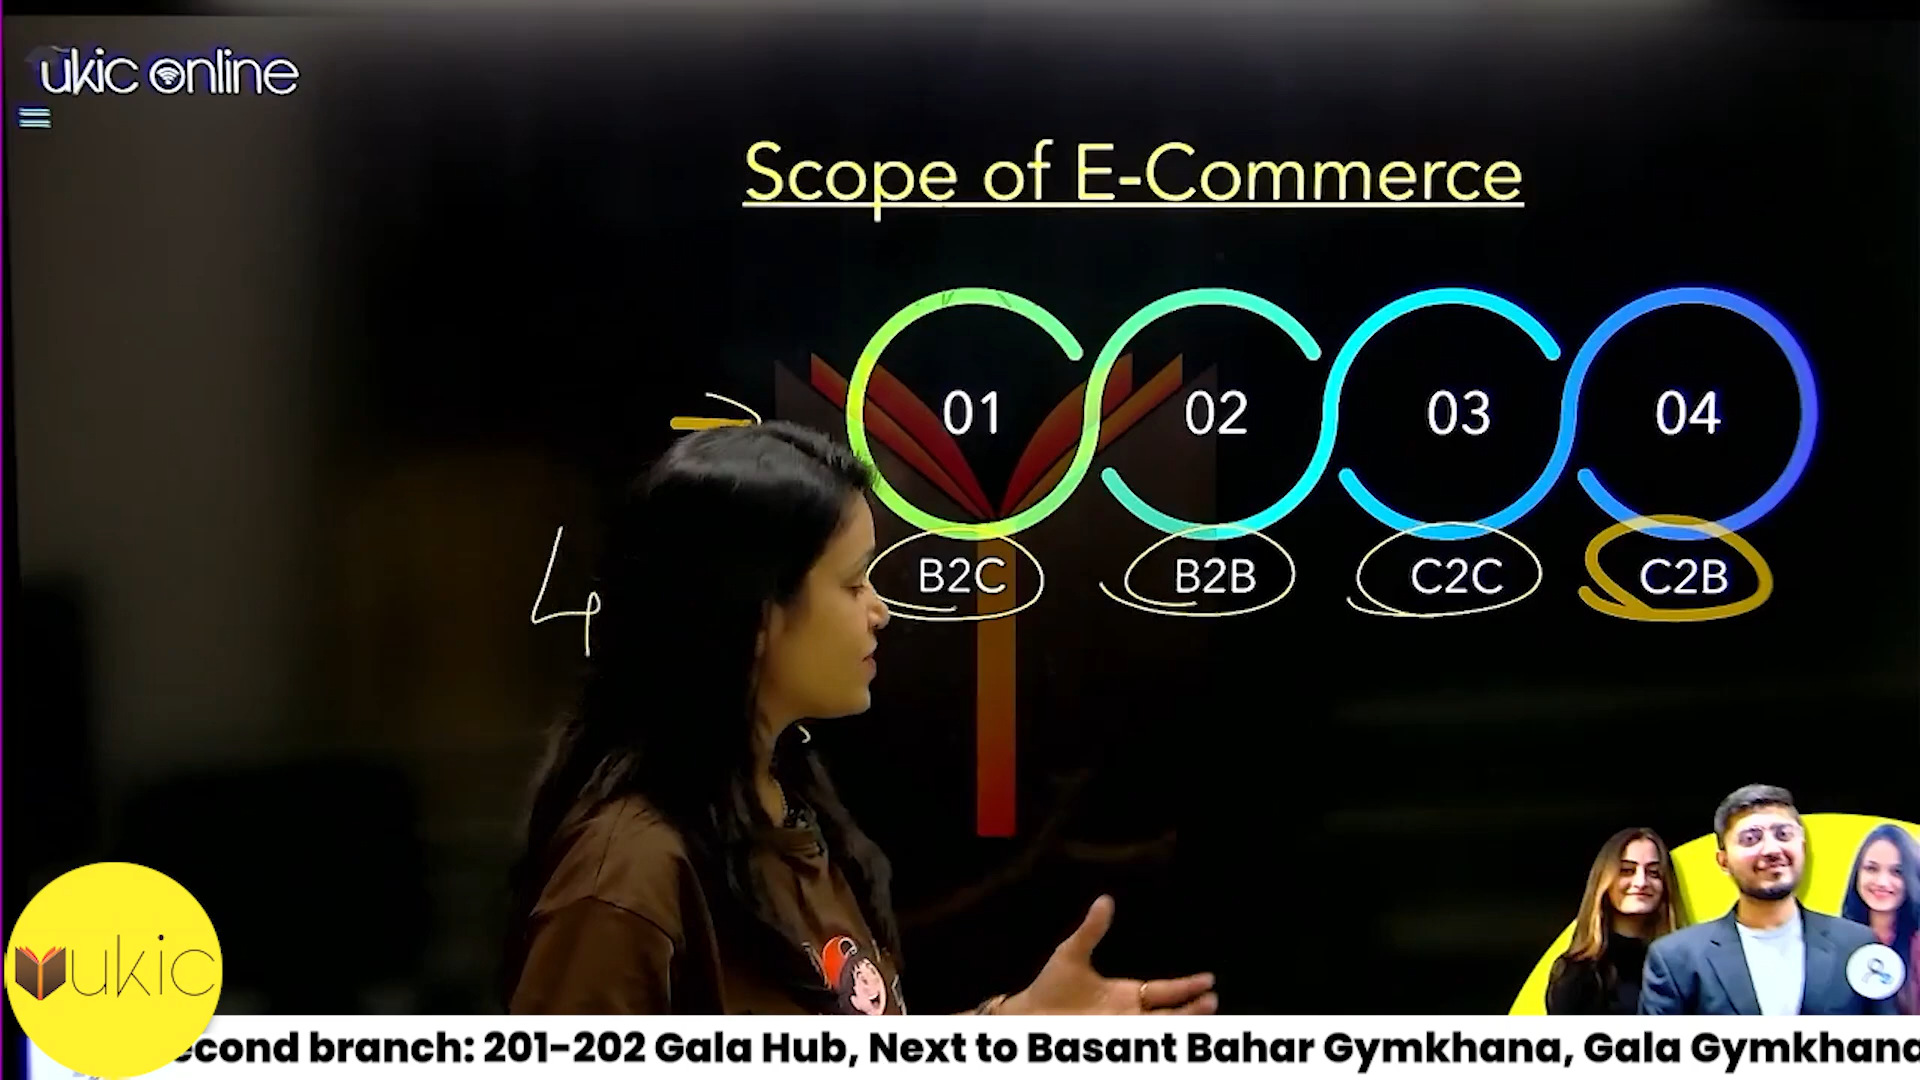 ukic online
Scope of E-Commerce
01 02 03 04
B2C B2B C2C C2B
4
ukic
econd branch: 201-202 Gala Hub, Next to Basant Bahar Gymkhana, Gala Gymkhana